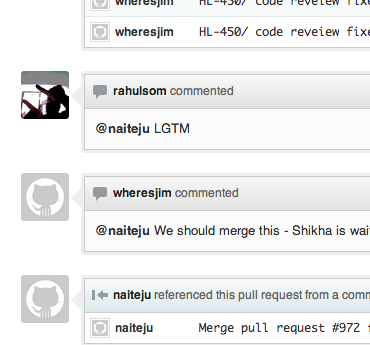 wheresjim HL-450/ code reveiew fixe
wheresjim HL-450/ code reveiew fixe
rahulsom commented
@naiteju LGTM
wheresjim commented
@naiteju We should merge this - Shikha is wai
naiteju referenced this pull request from a comm
naiteju Merge pull request #972 f